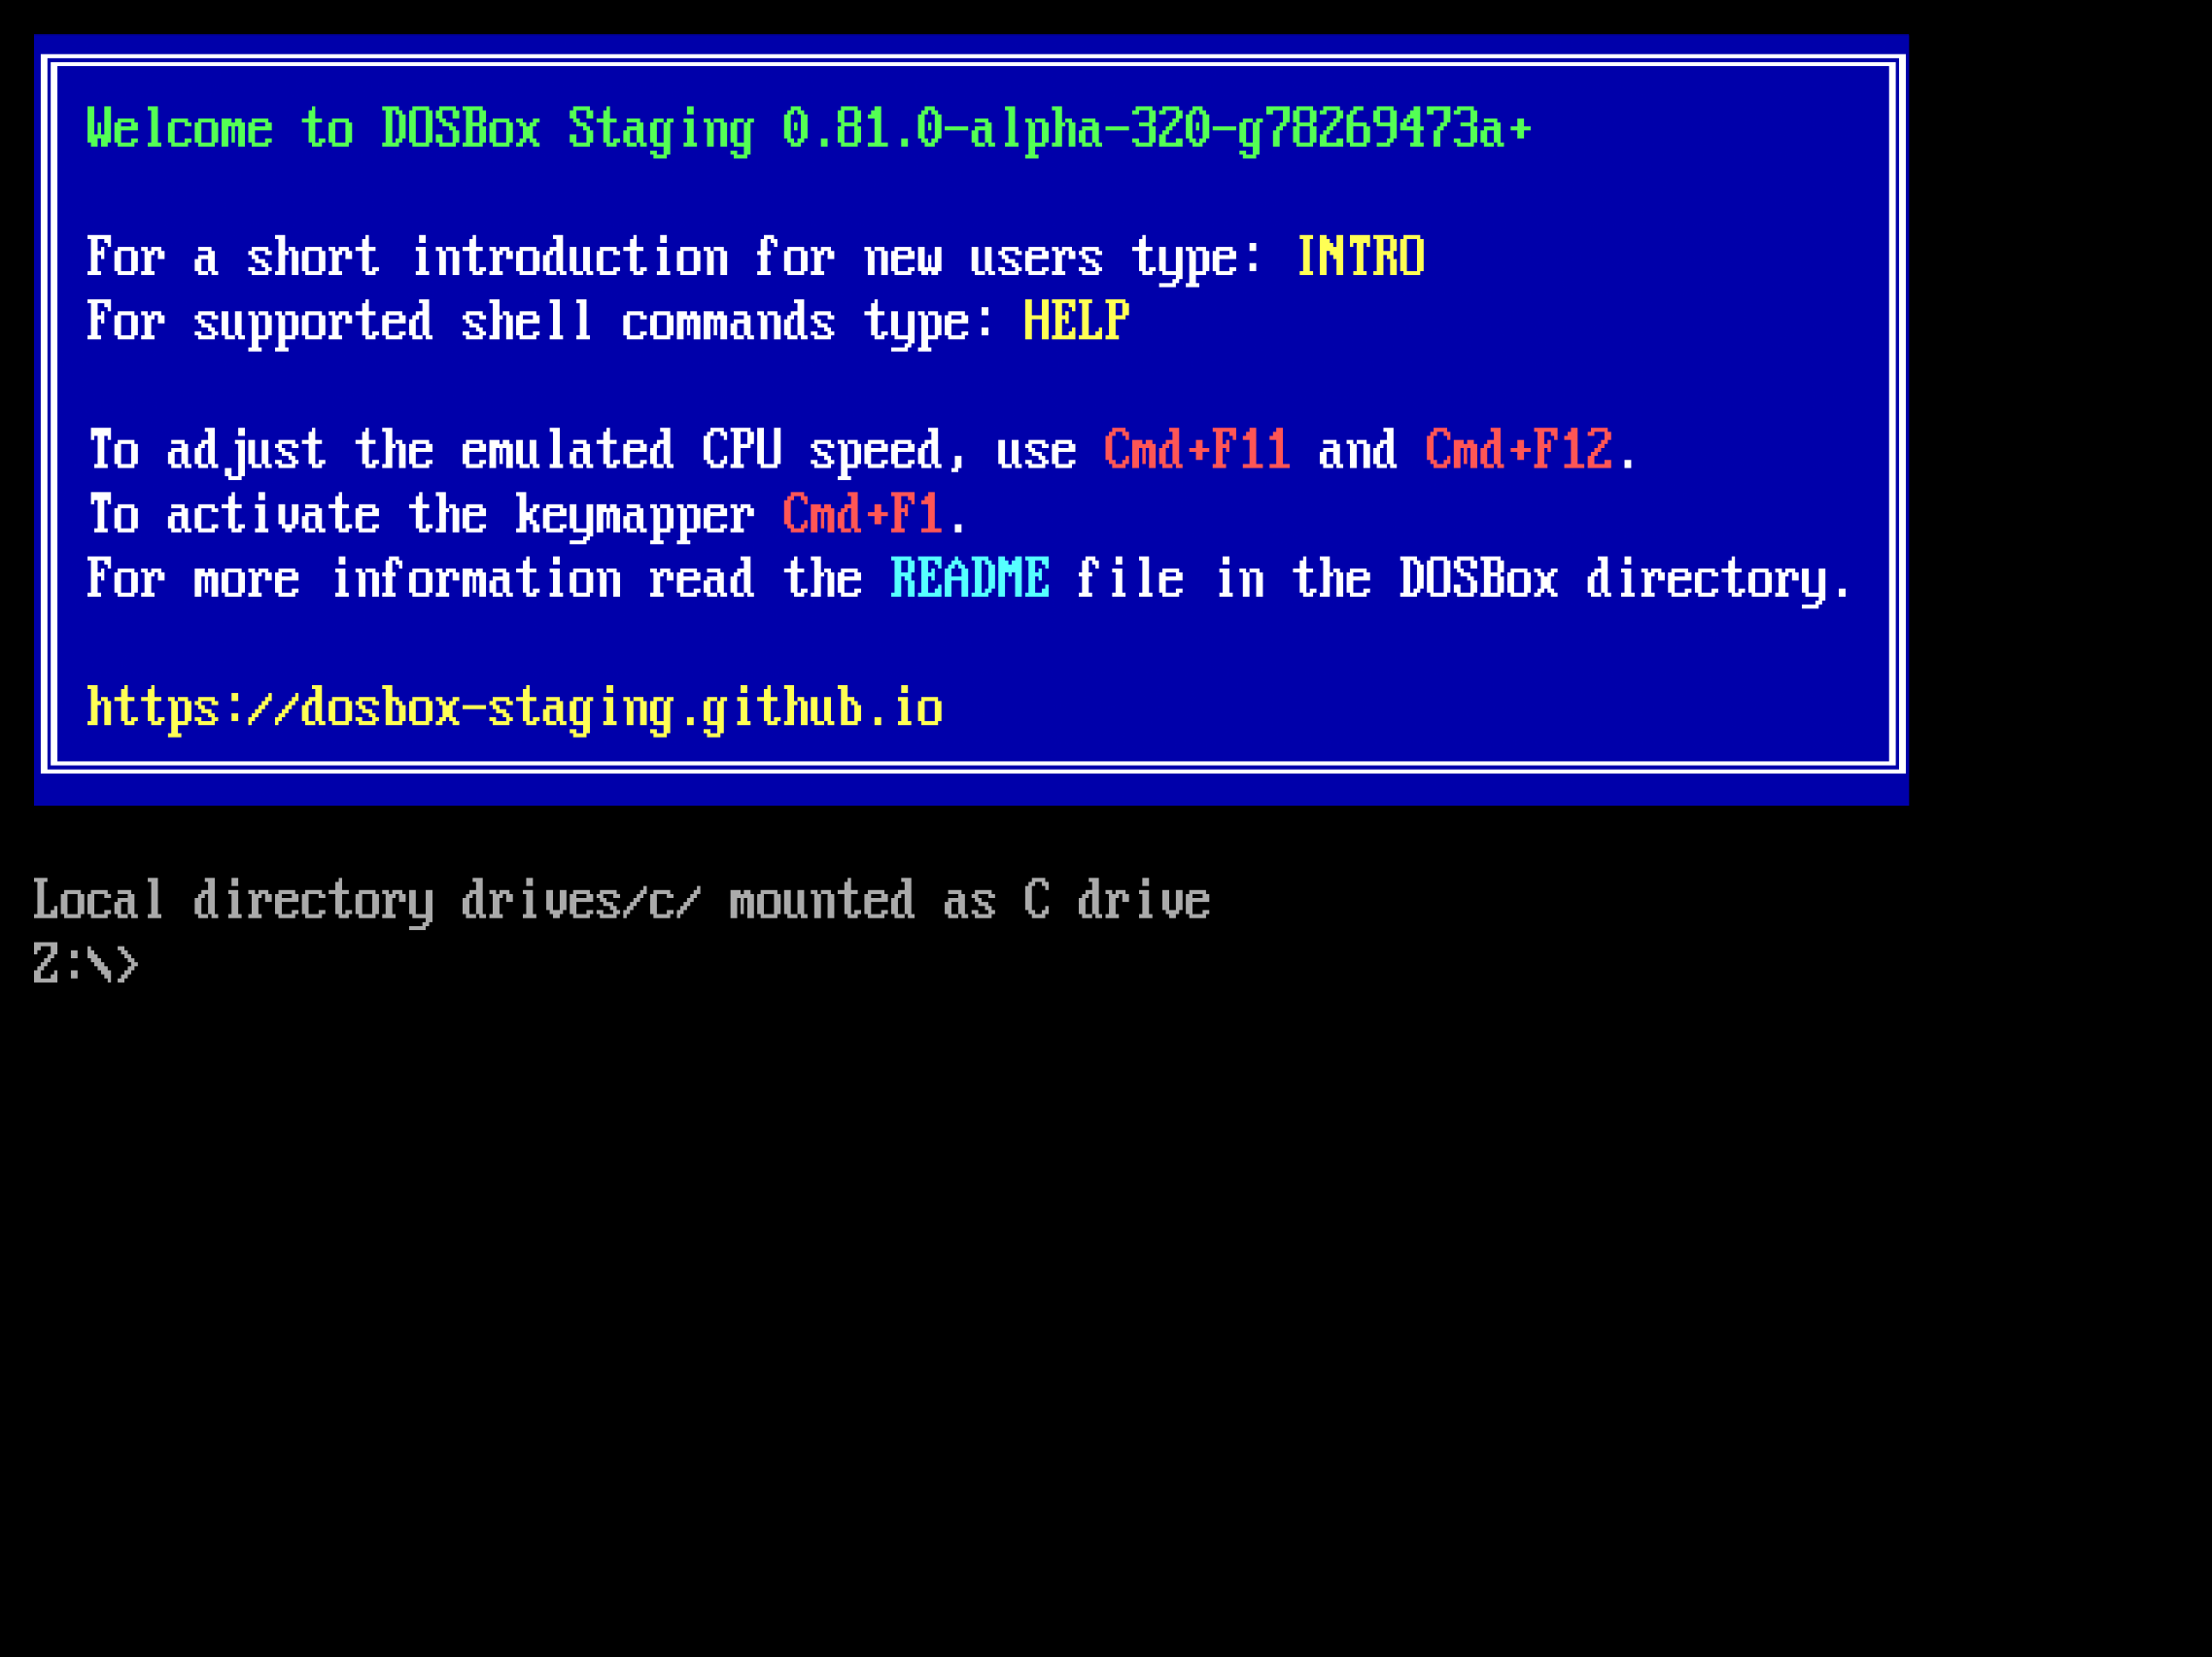 Welcome to DOSBox Staging 0.81.0-alpha-320-g78269473a+
For a short introduction for new users type: INTRO
For supported shell commands type: HELP
To adjust the emulated CPU speed, use Cmd+F11 and Cmd+F12.
To activate the keymapper Cmd+F1.
For more information read the README file in the DOSBox directory.
https://dosbox-staging.github.io
Local directory drives/c/ mounted as C drive
Z:\>